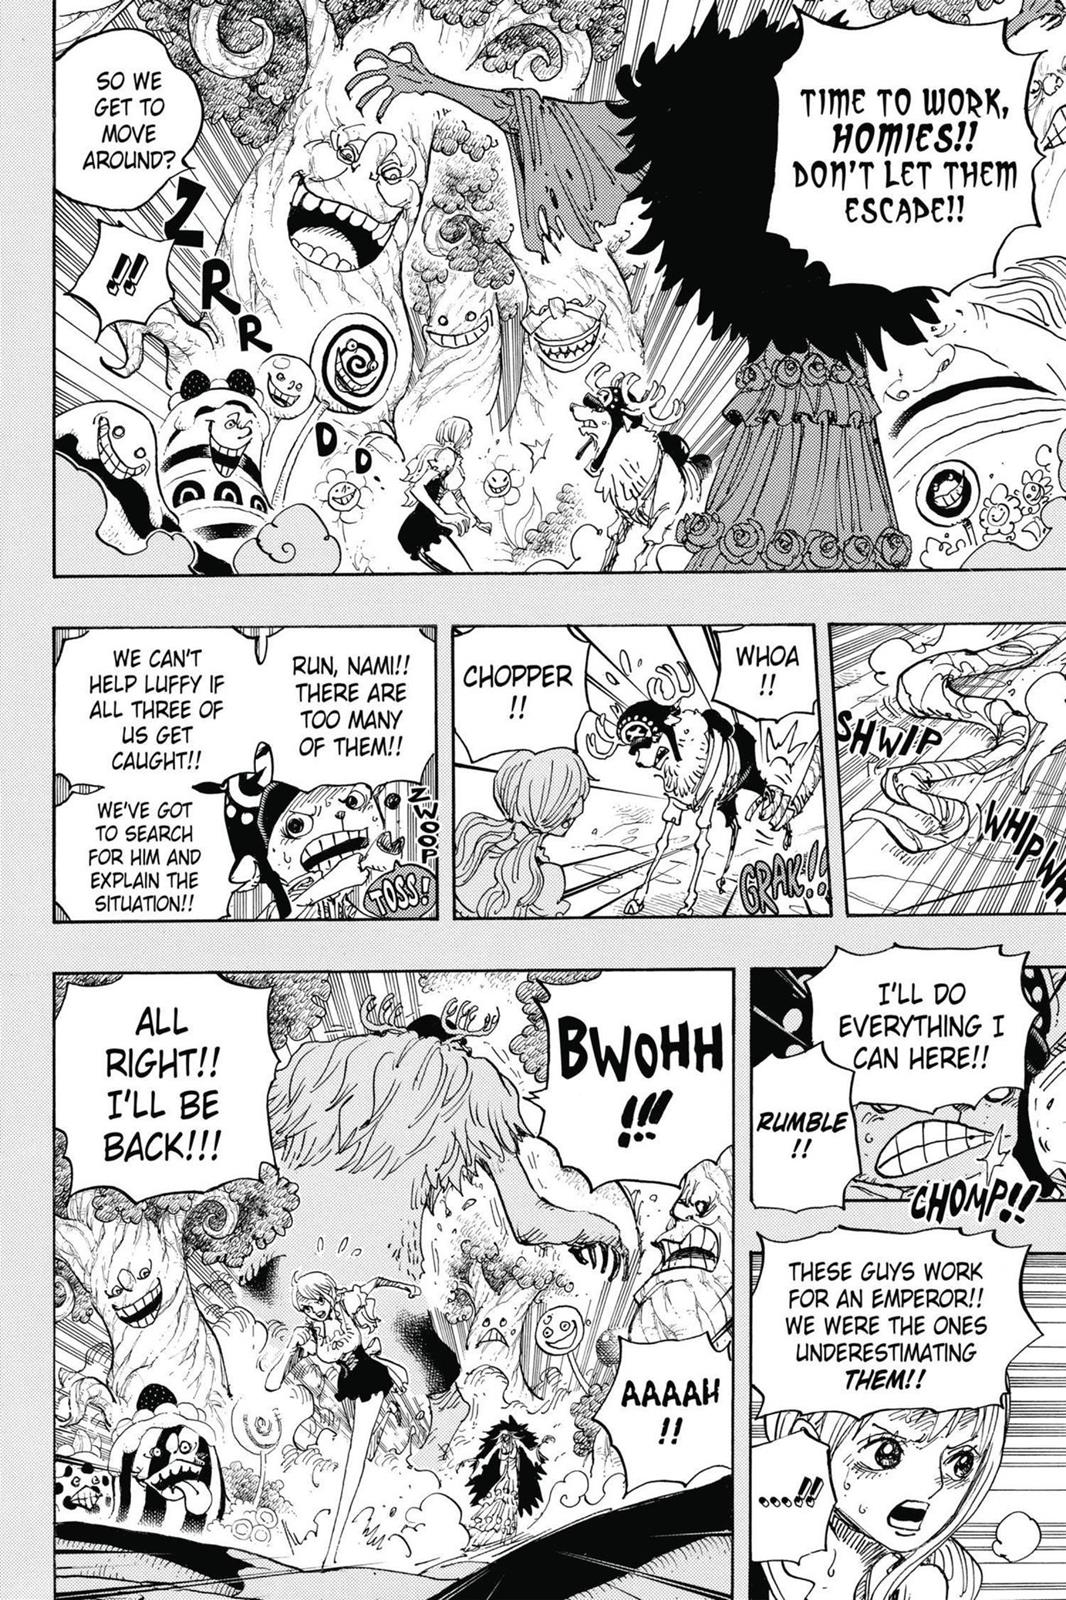 TIME TO WORK,
HOMIES!!
DON'T LET THEM
ESCAPE!!
SO WE
GET TO
MOVE
AROUND?
!!
ZRRDD
SHWIP
WHIP WH
WHOA
!!
CHOPPER
!!
GRAK!!
RUN, NAMI!!
THERE ARE
TOO MANY
OF THEM!!
WE CAN'T
HELP LUFFY IF
ALL THREE OF
US GET
CAUGHT!!
WE'VE GOT
TO SEARCH
FOR HIM AND
EXPLAIN THE
SITUATION!!
ZWOOP
TOSS!
I'LL DO
EVERYTHING I
CAN HERE!!
RUMBLE
!!
CHOMP!!
THESE GUYS WORK
FOR AN EMPEROR!!
WE WERE THE ONES
UNDERESTIMATING
THEM!!
....!!
BWOHH
!!!
ALL
RIGHT!!
I'LL BE
BACK!!!
AAAAH
!!